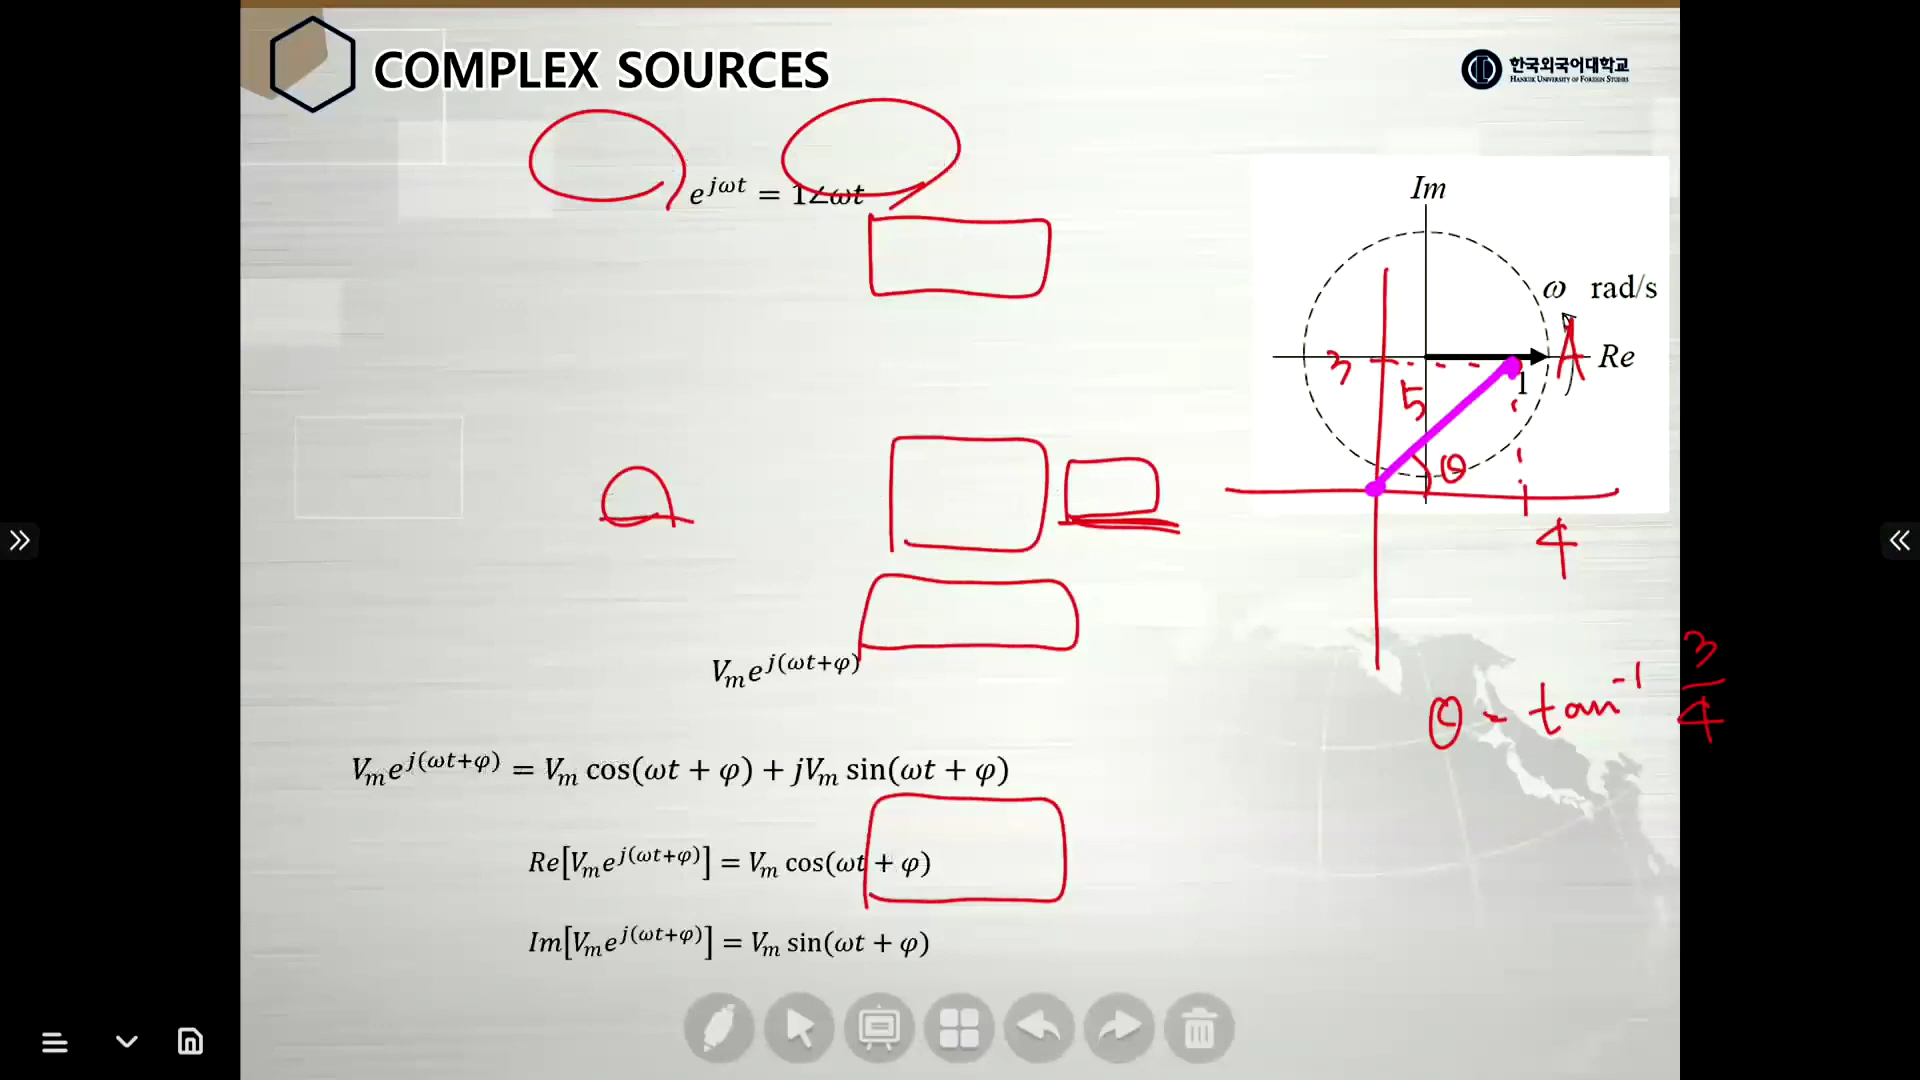 COMPLEX SOURCES
한국외국어대학교
HANKUK UNIVERSITY OF FOREIGN STUDIES
e^{jωt} = 1∠ωt
Im
ω rad/s
A
Re
3
1
5
θ
4
V_m e^{j(ωt+φ)}
θ = tan^{-1} 3/4
V_m e^{j(ωt+φ)} = V_m cos(ωt + φ) + jV_m sin(ωt + φ)
Re[V_m e^{j(ωt+φ)}] = V_m cos(ωt + φ)
Im[V_m e^{j(ωt+φ)}] = V_m sin(ωt + φ)